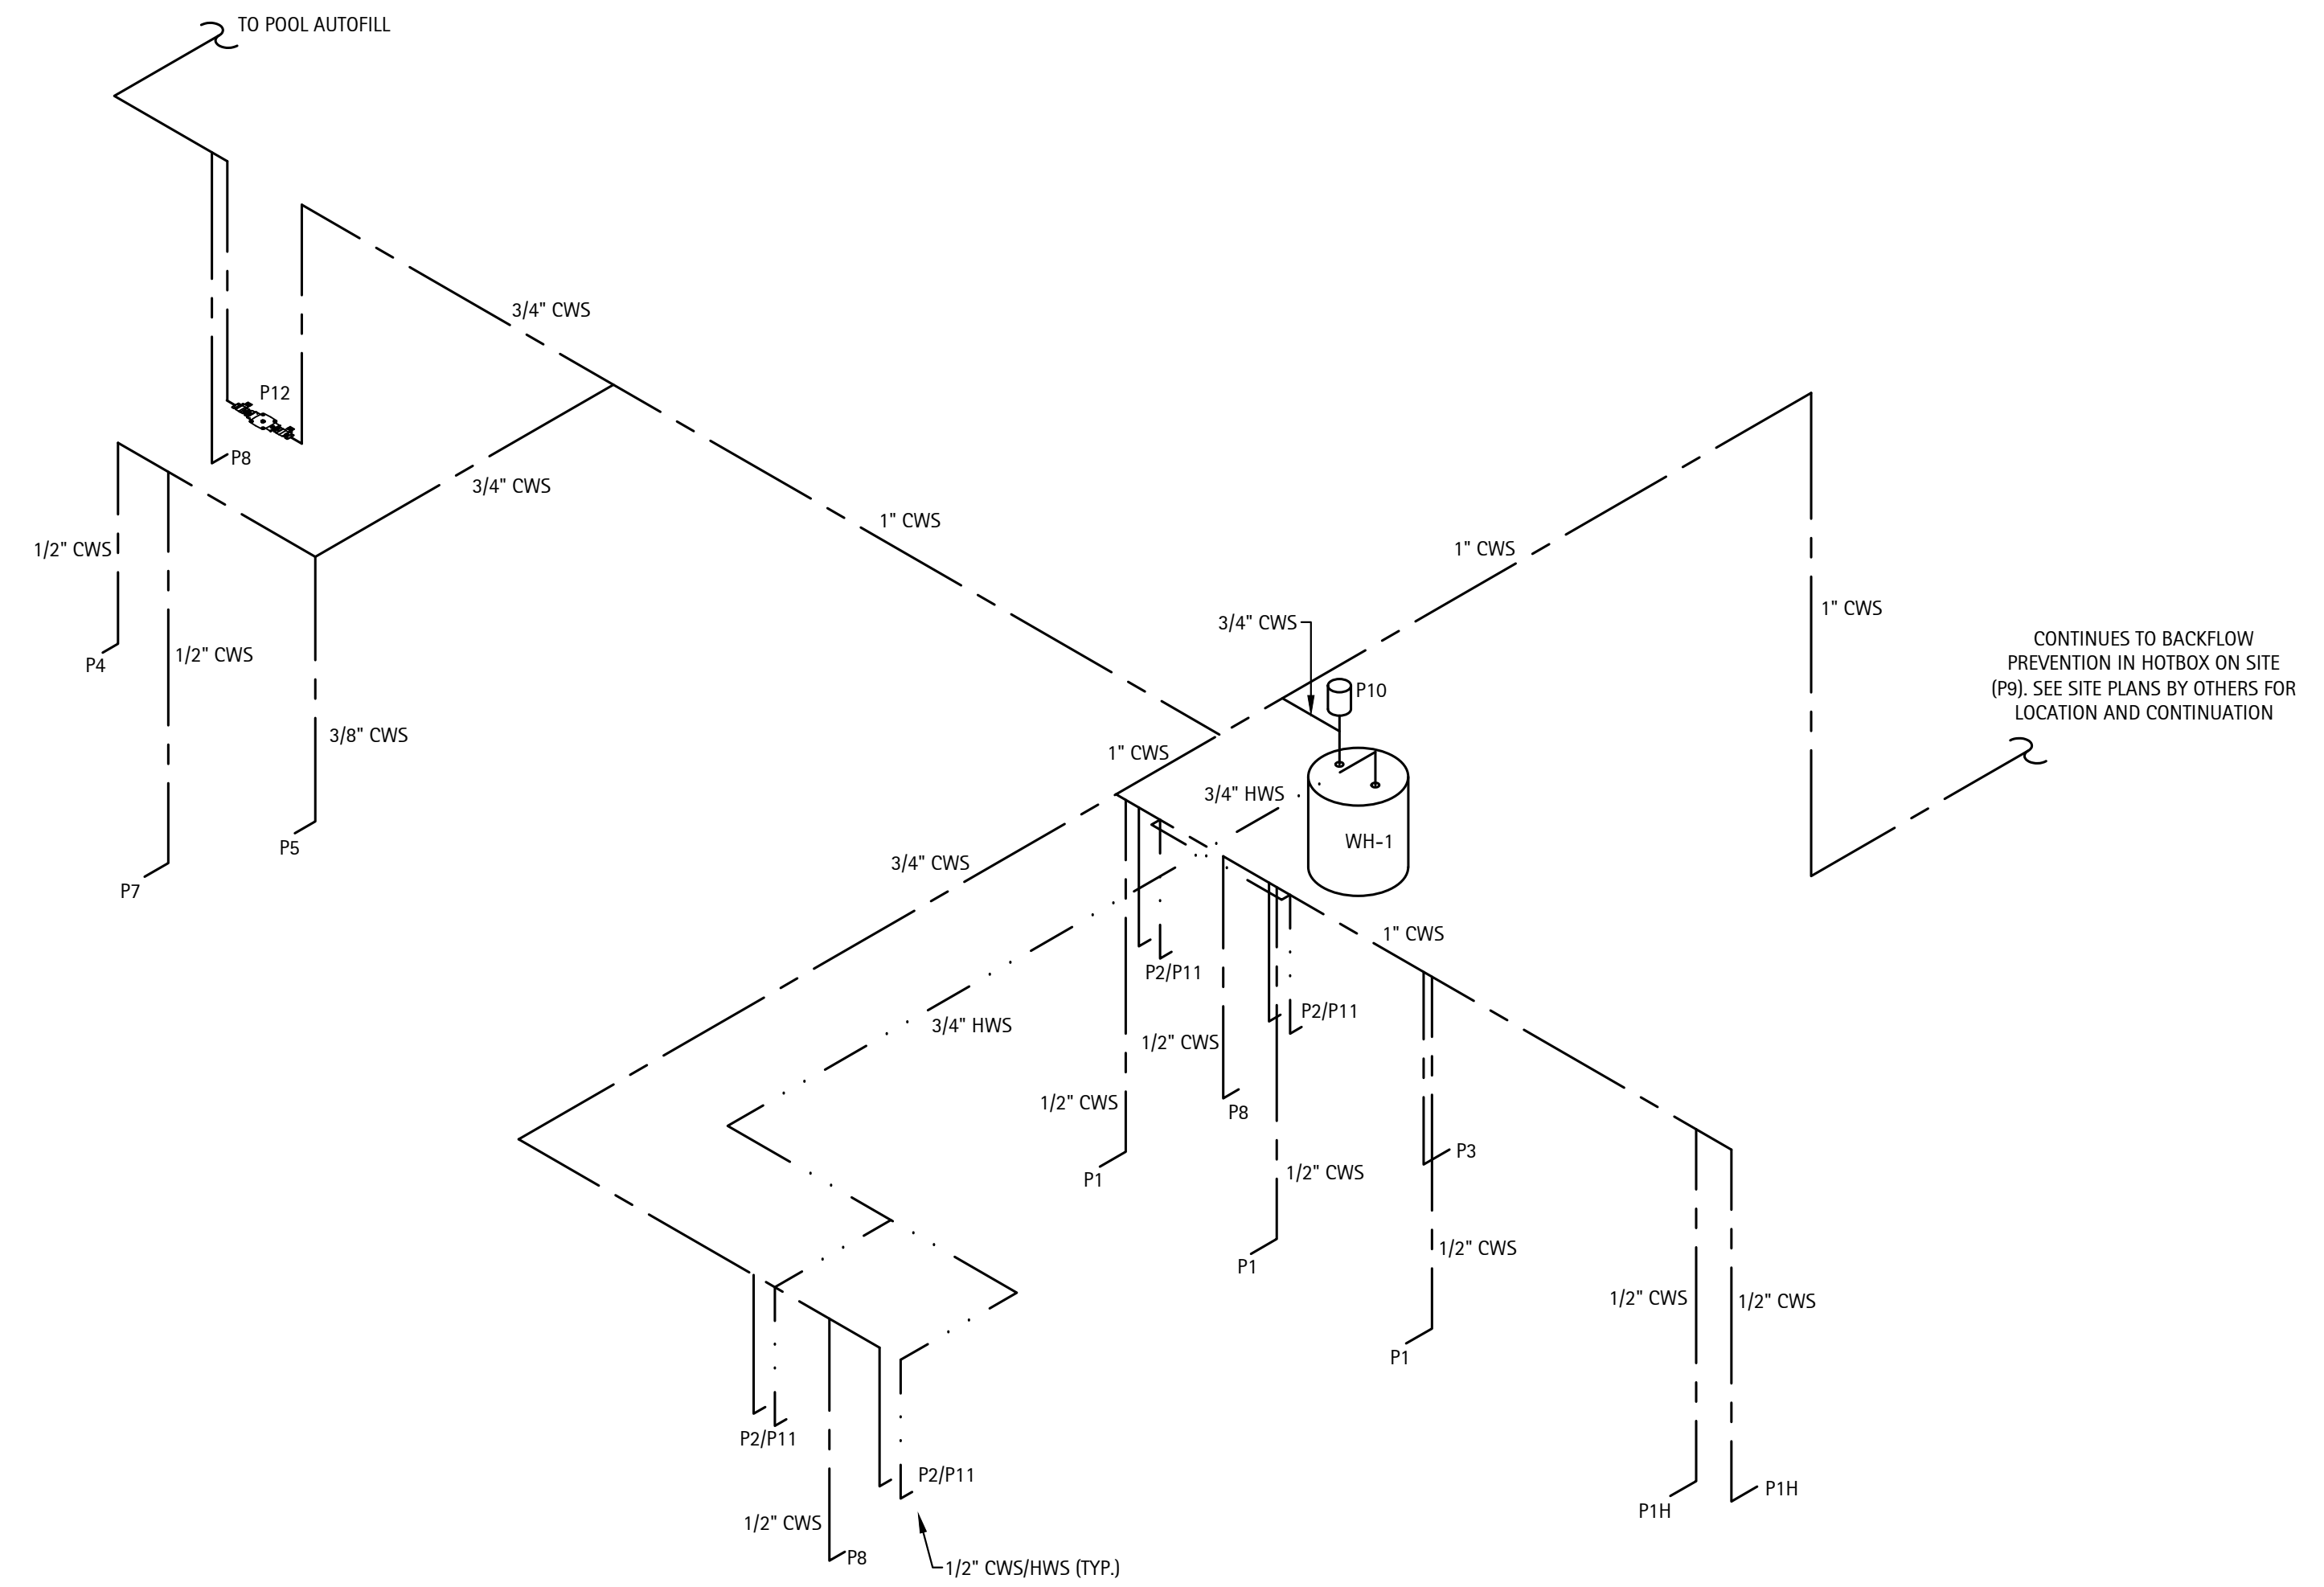 TO POOL AUTOFILL
3/4" CWS
P12
P8
3/4" CWS
1" CWS
1/2" CWS
1" CWS
1" CWS
3/4" CWS
CONTINUES TO BACKFLOW
PREVENTION IN HOTBOX ON SITE
(P9). SEE SITE PLANS BY OTHERS FOR
LOCATION AND CONTINUATION
P4
1/2" CWS
P10
3/8" CWS
1" CWS
3/4" HWS
WH-1
P5
P7
3/4" CWS
1" CWS
P2/P11
3/4" HWS
P2/P11
1/2" CWS
1/2" CWS
P8
P1
P3
1/2" CWS
P1
1/2" CWS
P1
1/2" CWS
1/2" CWS
P2/P11
P2/P11
P1H
P1H
1/2" CWS
P8
1/2" CWS/HWS (TYP.)